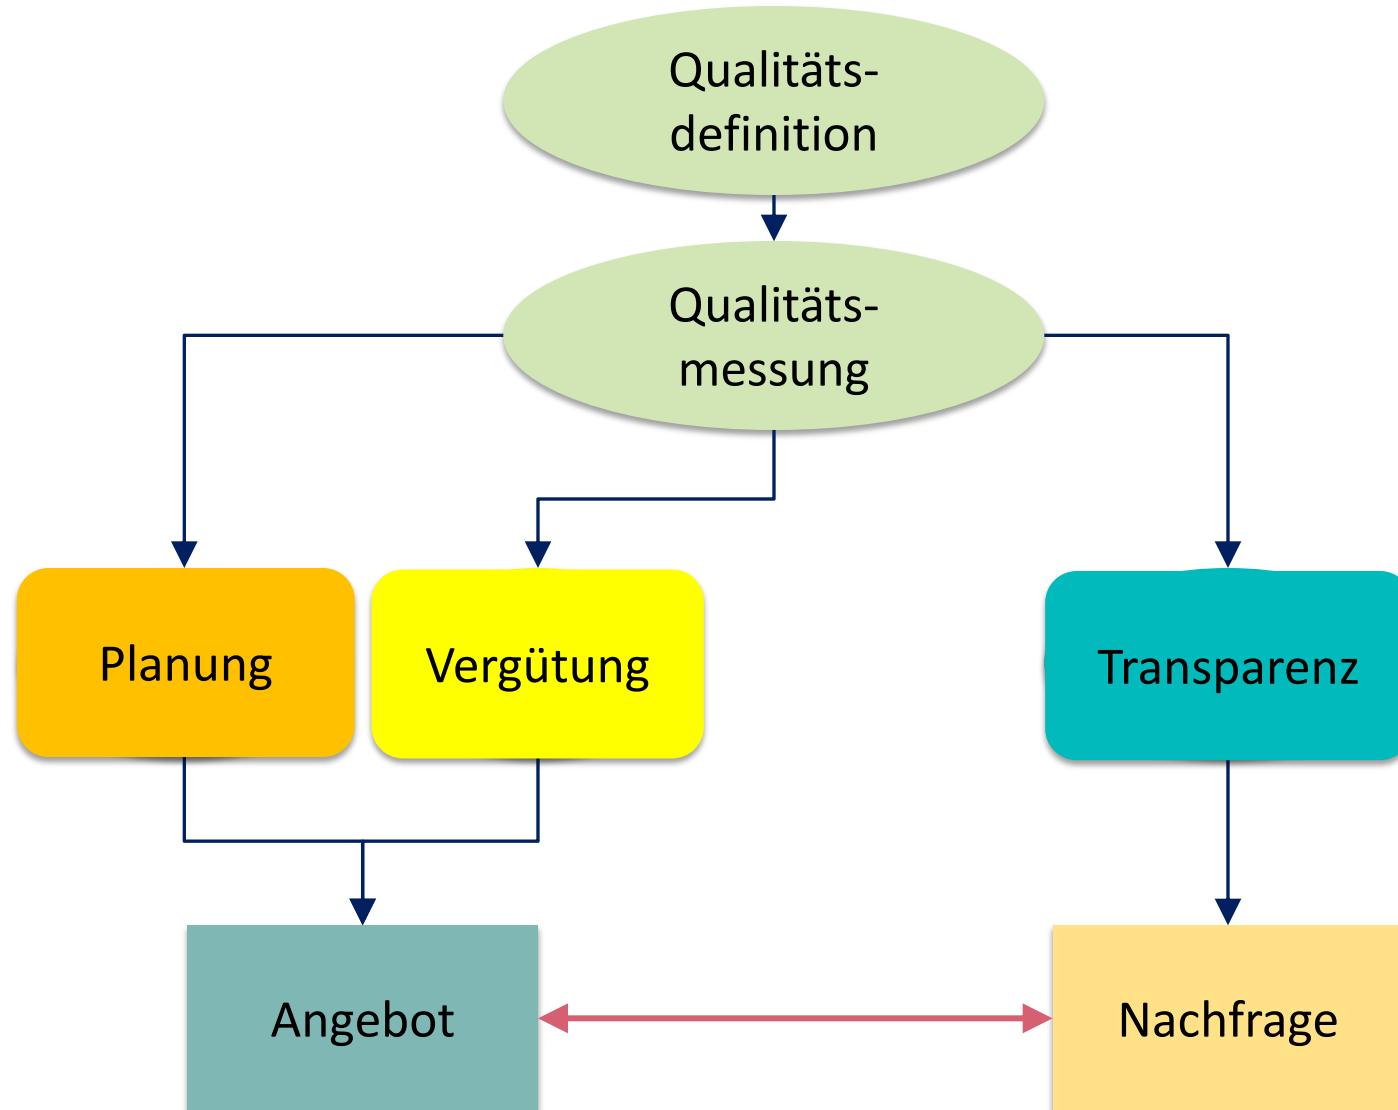 Qualitäts-
definition
Qualitäts-
messung
Planung
Vergütung
Transparenz
Angebot
Nachfrage